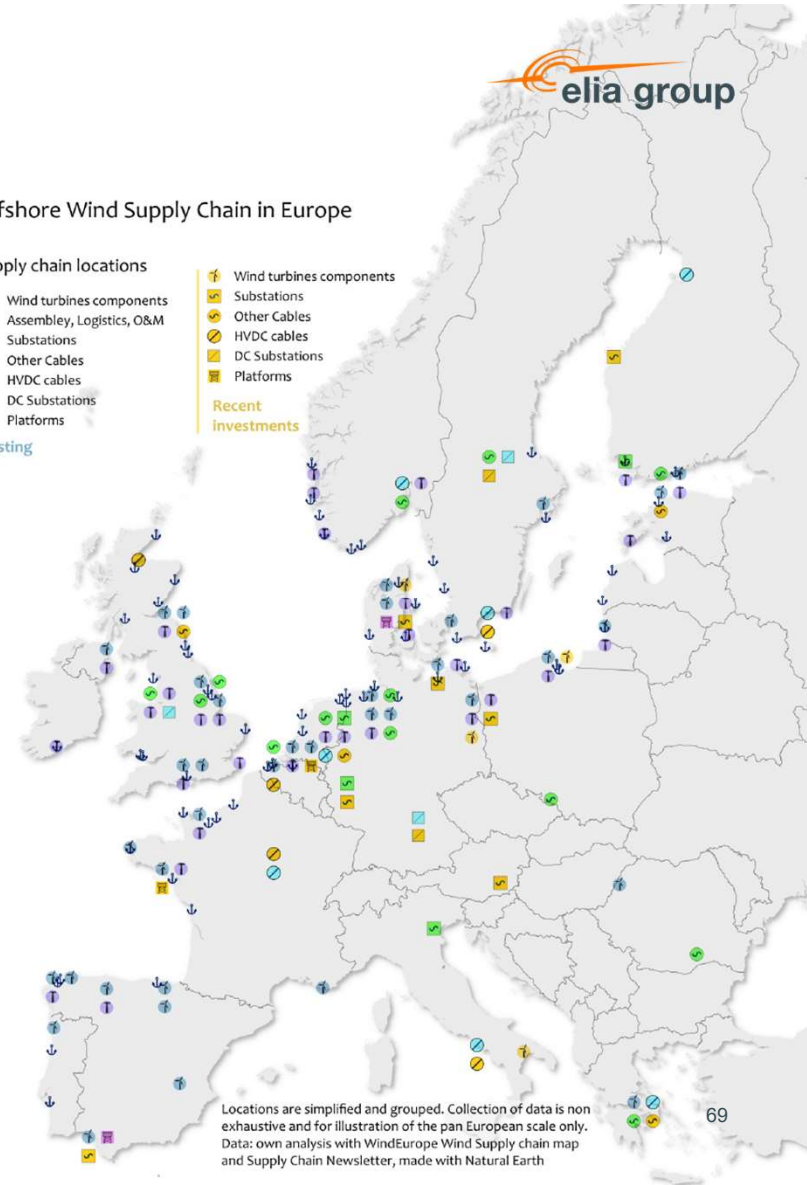 elia group
fshore Wind Supply Chain in Europe
pply chain locations
Wind turbines components
Assembley, Logistics, O&M
Substations
Other Cables
HVDC cables
DC Substations
Platforms
sting
Wind turbines components
Substations
Other Cables
HVDC cables
DC Substations
Platforms
Recent
investments
Locations are simplified and grouped. Collection of data is non
exhaustive and for illustration of the pan European scale only.
Data: own analysis with WindEurope Wind Supply chain map
and Supply Chain Newsletter, made with Natural Earth
69